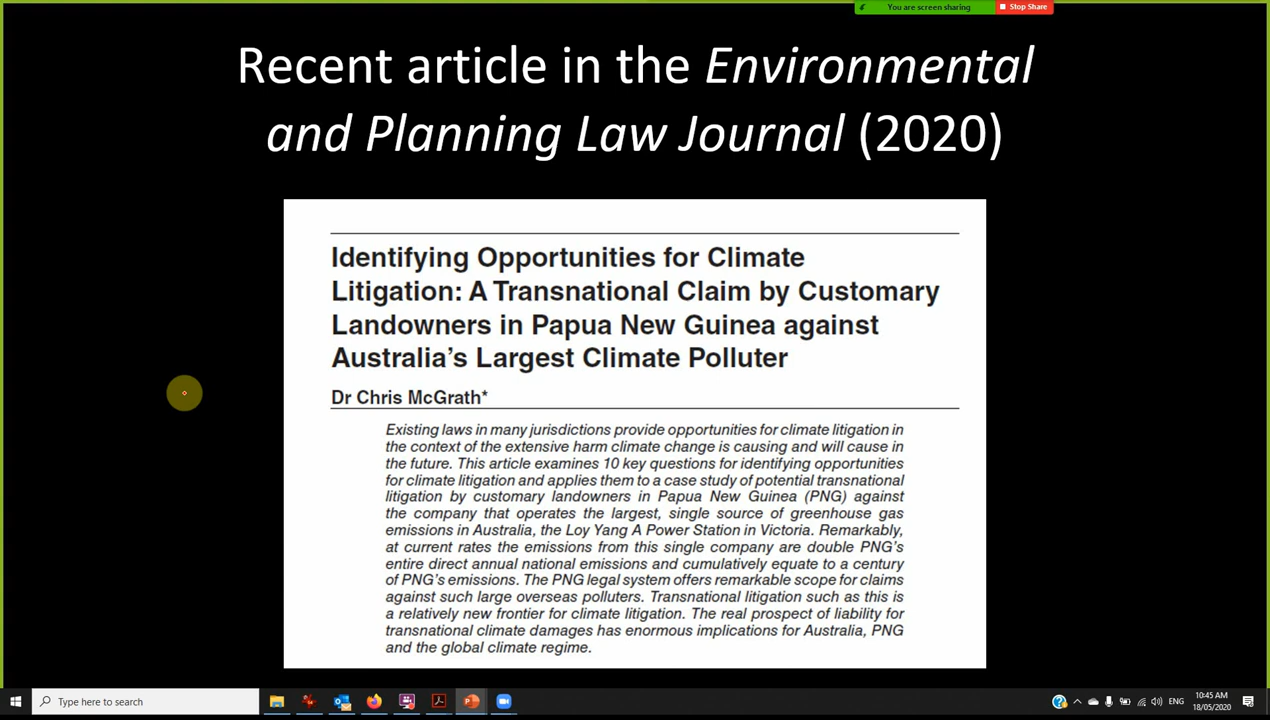 You are screen sharing
Stop Share
Recent article in the Environmental
and Planning Law Journal (2020)
Identifying Opportunities for Climate
Litigation: A Transnational Claim by Customary
Landowners in Papua New Guinea against
Australia's Largest Climate Polluter
Dr Chris McGrath*
Existing laws in many jurisdictions provide opportunities for climate litigation in
the context of the extensive harm climate change is causing and will cause in
the future. This article examines 10 key questions for identifying opportunities
for climate litigation and applies them to a case study of potential transnational
litigation by customary landowners in Papua New Guinea (PNG) against
the company that operates the largest, single source of greenhouse gas
emissions in Australia, the Loy Yang A Power Station in Victoria. Remarkably,
at current rates the emissions from this single company are double PNG's
entire direct annual national emissions and cumulatively equate to a century
of PNG's emissions. The PNG legal system offers remarkable scope for claims
against such large overseas polluters. Transnational litigation such as this is
a relatively new frontier for climate litigation. The real prospect of liability for
transnational climate damages has enormous implications for Australia, PNG
and the global climate regime.
Type here to search
ENG
10:45 AM
18/05/2020